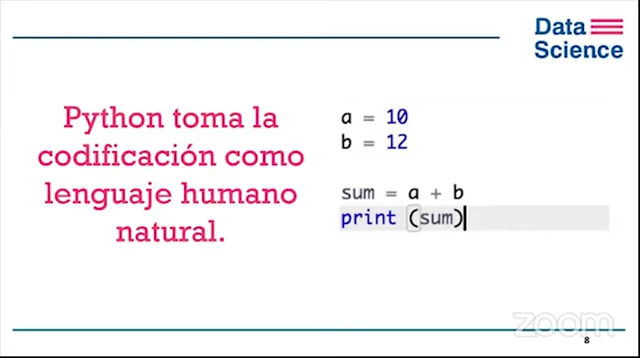 Data
Science
Python toma la
codificación como
lenguaje humano
natural.
a = 10
b = 12
sum = a + b
print (sum)
zoom
8